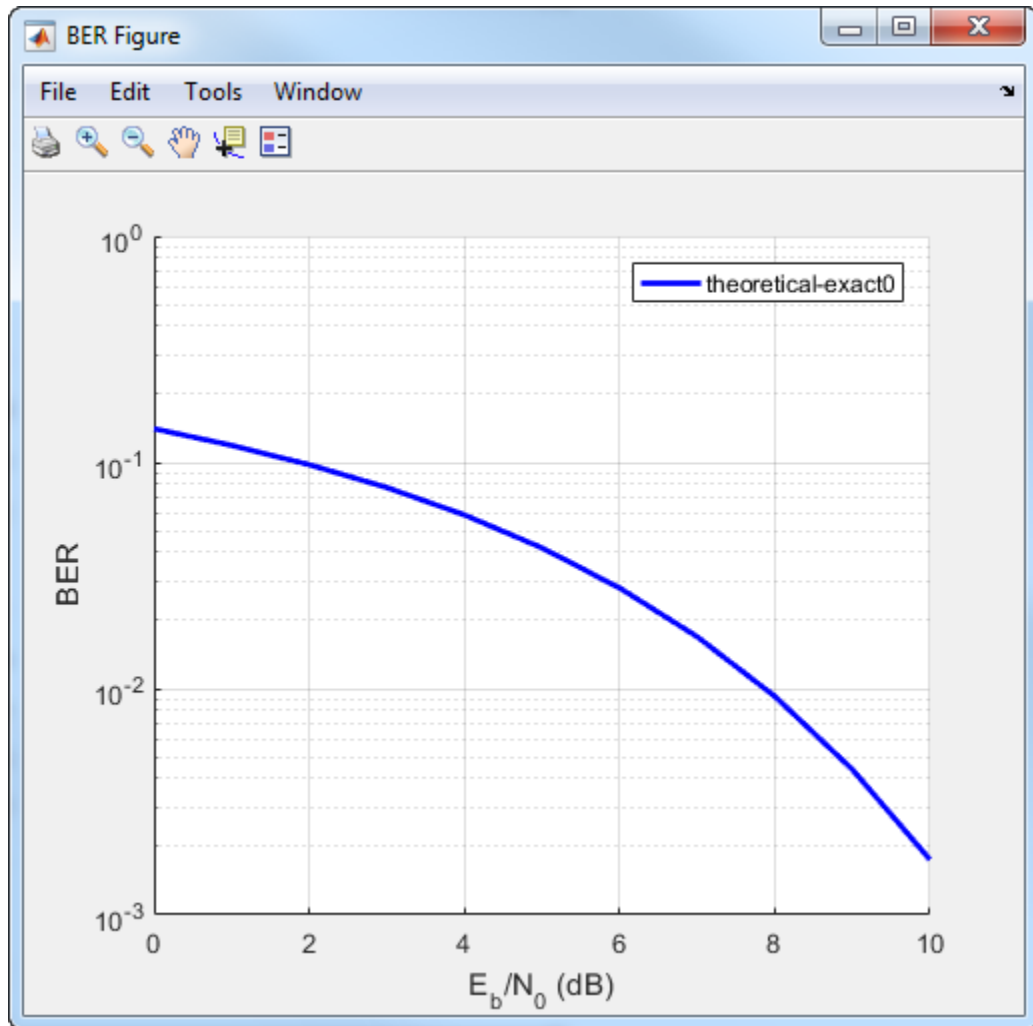 BER Figure
File Edit Tools Window
theoretical-exact0
10^0
10^-1
10^-2
10^-3
BER
0 2 4 6 8 10
E_b/N_0 (dB)